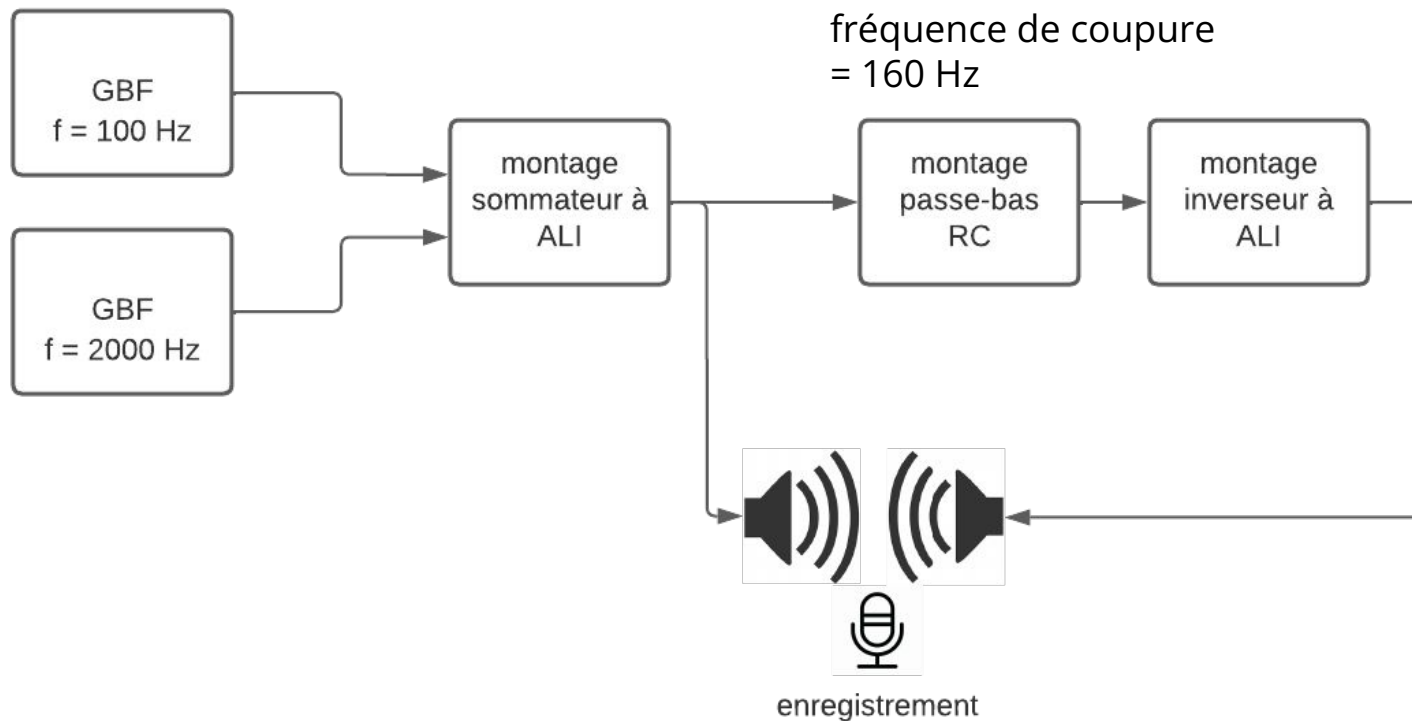 fréquence de coupure
= 160 Hz
GBF
f = 100 Hz
GBF
f = 2000 Hz
montage
sommateur à
ALI
montage
passe-bas
RC
montage
inverseur à
ALI
enregistrement